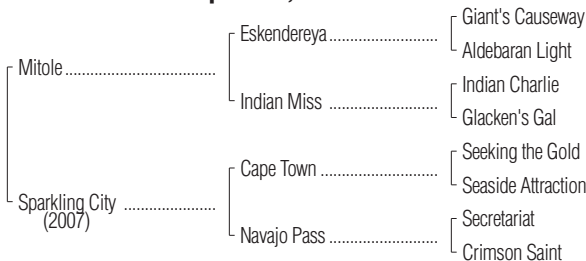 Giant's Causeway
Eskendereya ........................
Aldebaran Light
Mitole ...................................
Indian Charlie
Indian Miss ........................
Glacken's Gal
Seeking the Gold
Cape Town ..........................
Seaside Attraction
Sparkling City .....................
(2007)
Secretariat
Navajo Pass ........................
Crimson Saint